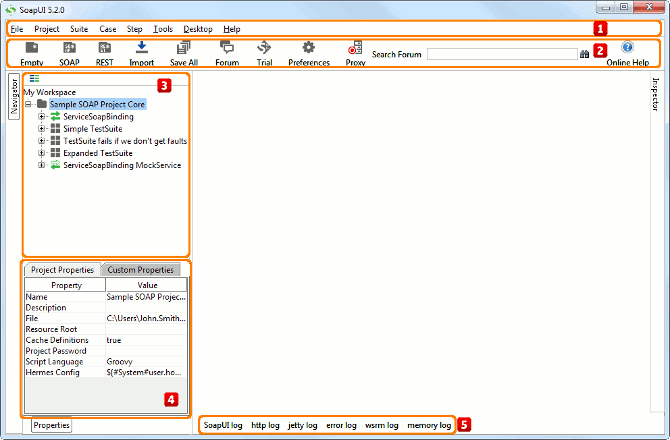 SoapUI 5.2.0
File Project Suite Case Step Tools Desktop Help 1
Empty SOAP REST Import Save All Forum Trial Preferences Proxy Search Forum Online Help 2
Navigator
Inspector
3
My Workspace
Sample SOAP Project Core
ServiceSoapBinding
Simple TestSuite
TestSuite fails if we don't get faults
Expanded TestSuite
ServiceSoapBinding MockService
Project Properties Custom Properties
Property Value
Name Sample SOAP Projec...
Description
File C:\Users\John.Smith...
Resource Root
Cache Definitions true
Project Password
Script Language Groovy
Hermes Config ${#System#user.ho...
4
Properties
SoapUI log http log jetty log error log wsrm log memory log 5